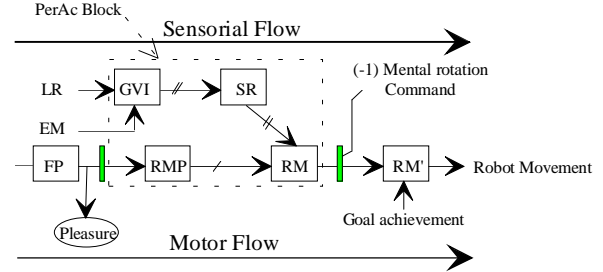 PerAc Block
Sensorial Flow
(-1) Mental rotation
Command
LR
GVI
SR
EM
FP
RMP
RM
RM'
Robot Movement
Pleasure
Goal achievement
Motor Flow